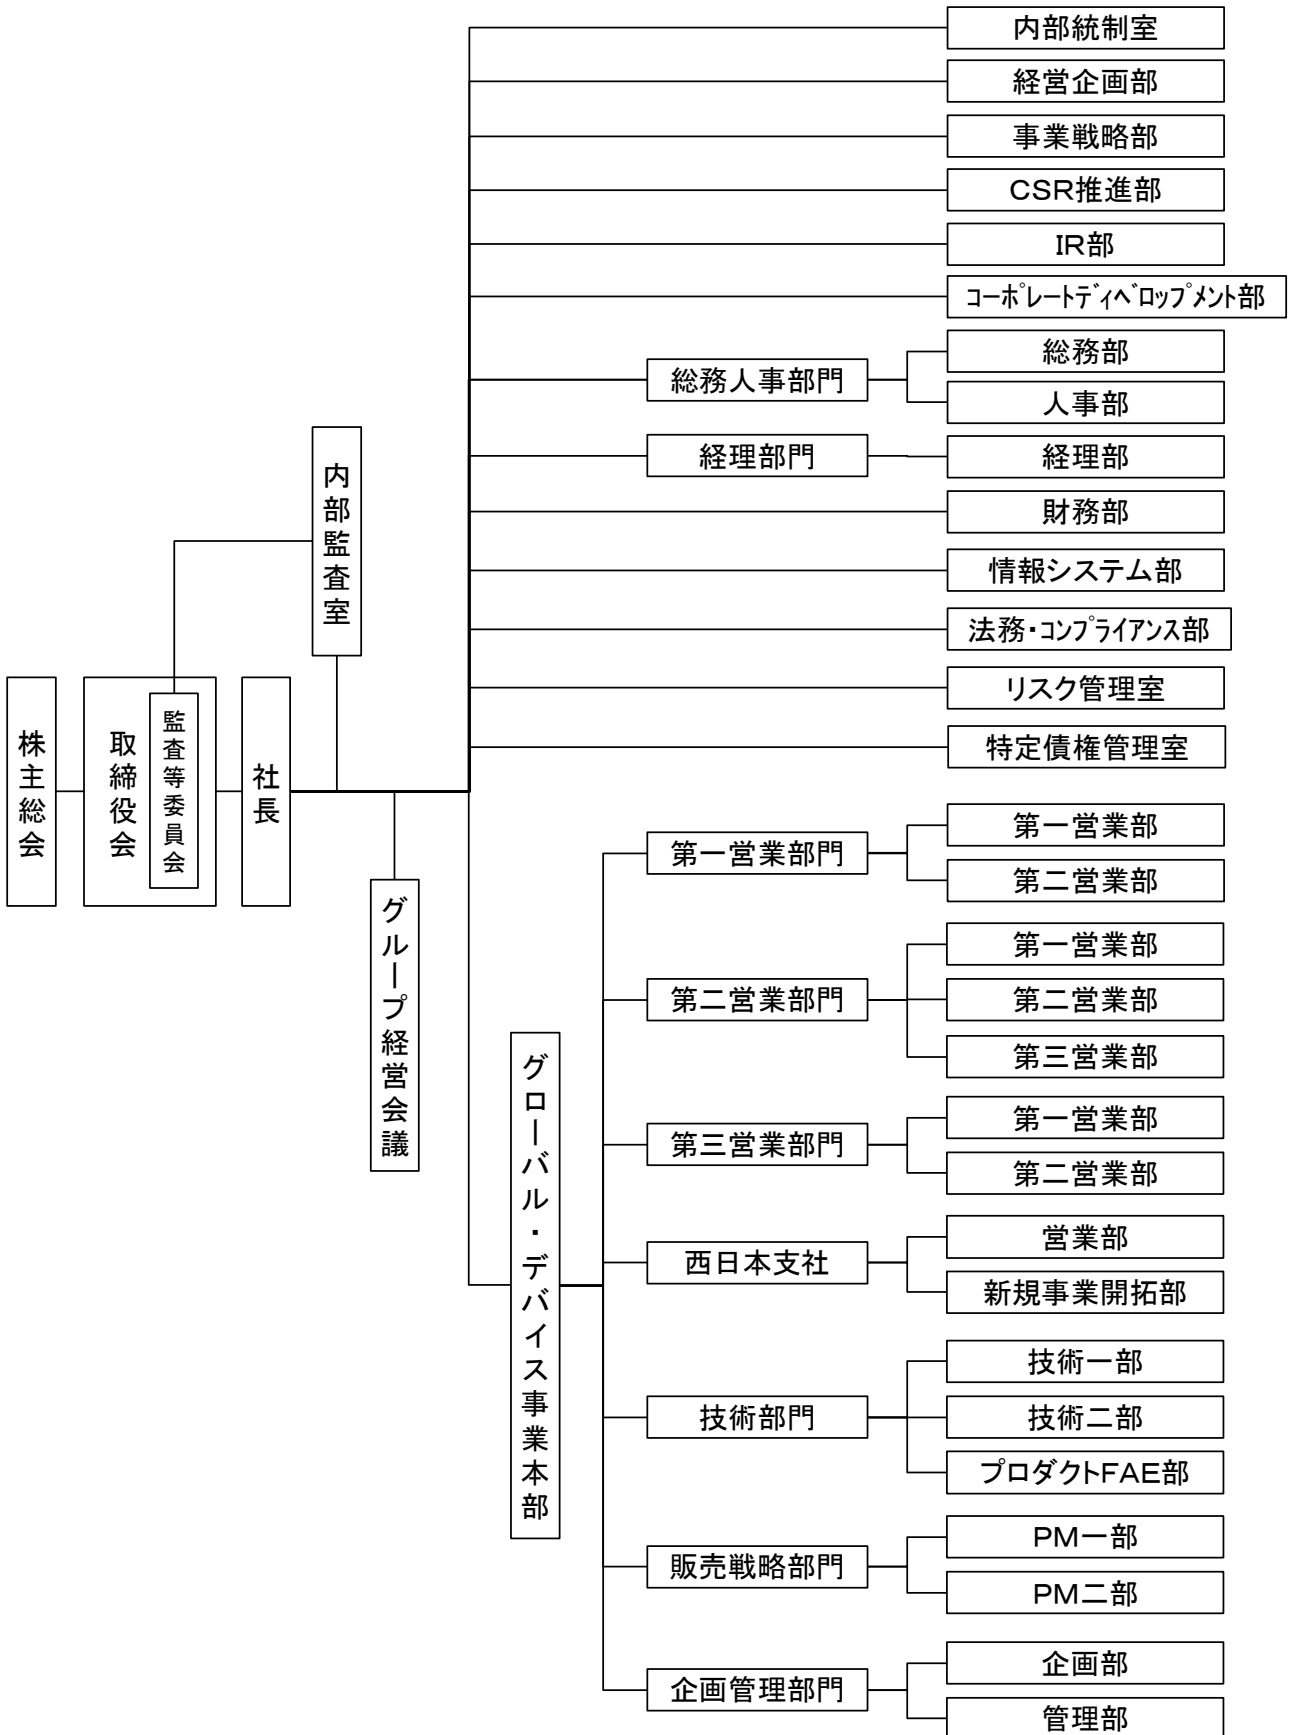 内部統制室
経営企画部
事業戦略部
CSR推進部
IR部
ｺｰﾎﾟﾚｰﾄﾃﾞｨﾍﾞﾛｯﾌﾟﾒﾝﾄ部
総務人事部門
総務部
人事部
経理部門
経理部
財務部
情報システム部
法務・ｺﾝﾌﾟﾗｲｱﾝｽ部
リスク管理室
特定債権管理室
内部監査室
株主総会
取締役会
監査等委員会
社長
グループ経営会議
グローバル・デバイス事業本部
第一営業部門
第一営業部
第二営業部
第二営業部門
第一営業部
第二営業部
第三営業部
第三営業部門
第一営業部
第二営業部
西日本支社
営業部
新規事業開拓部
技術部門
技術一部
技術二部
プロダクトFAE部
販売戦略部門
PM一部
PM二部
企画管理部門
企画部
管理部